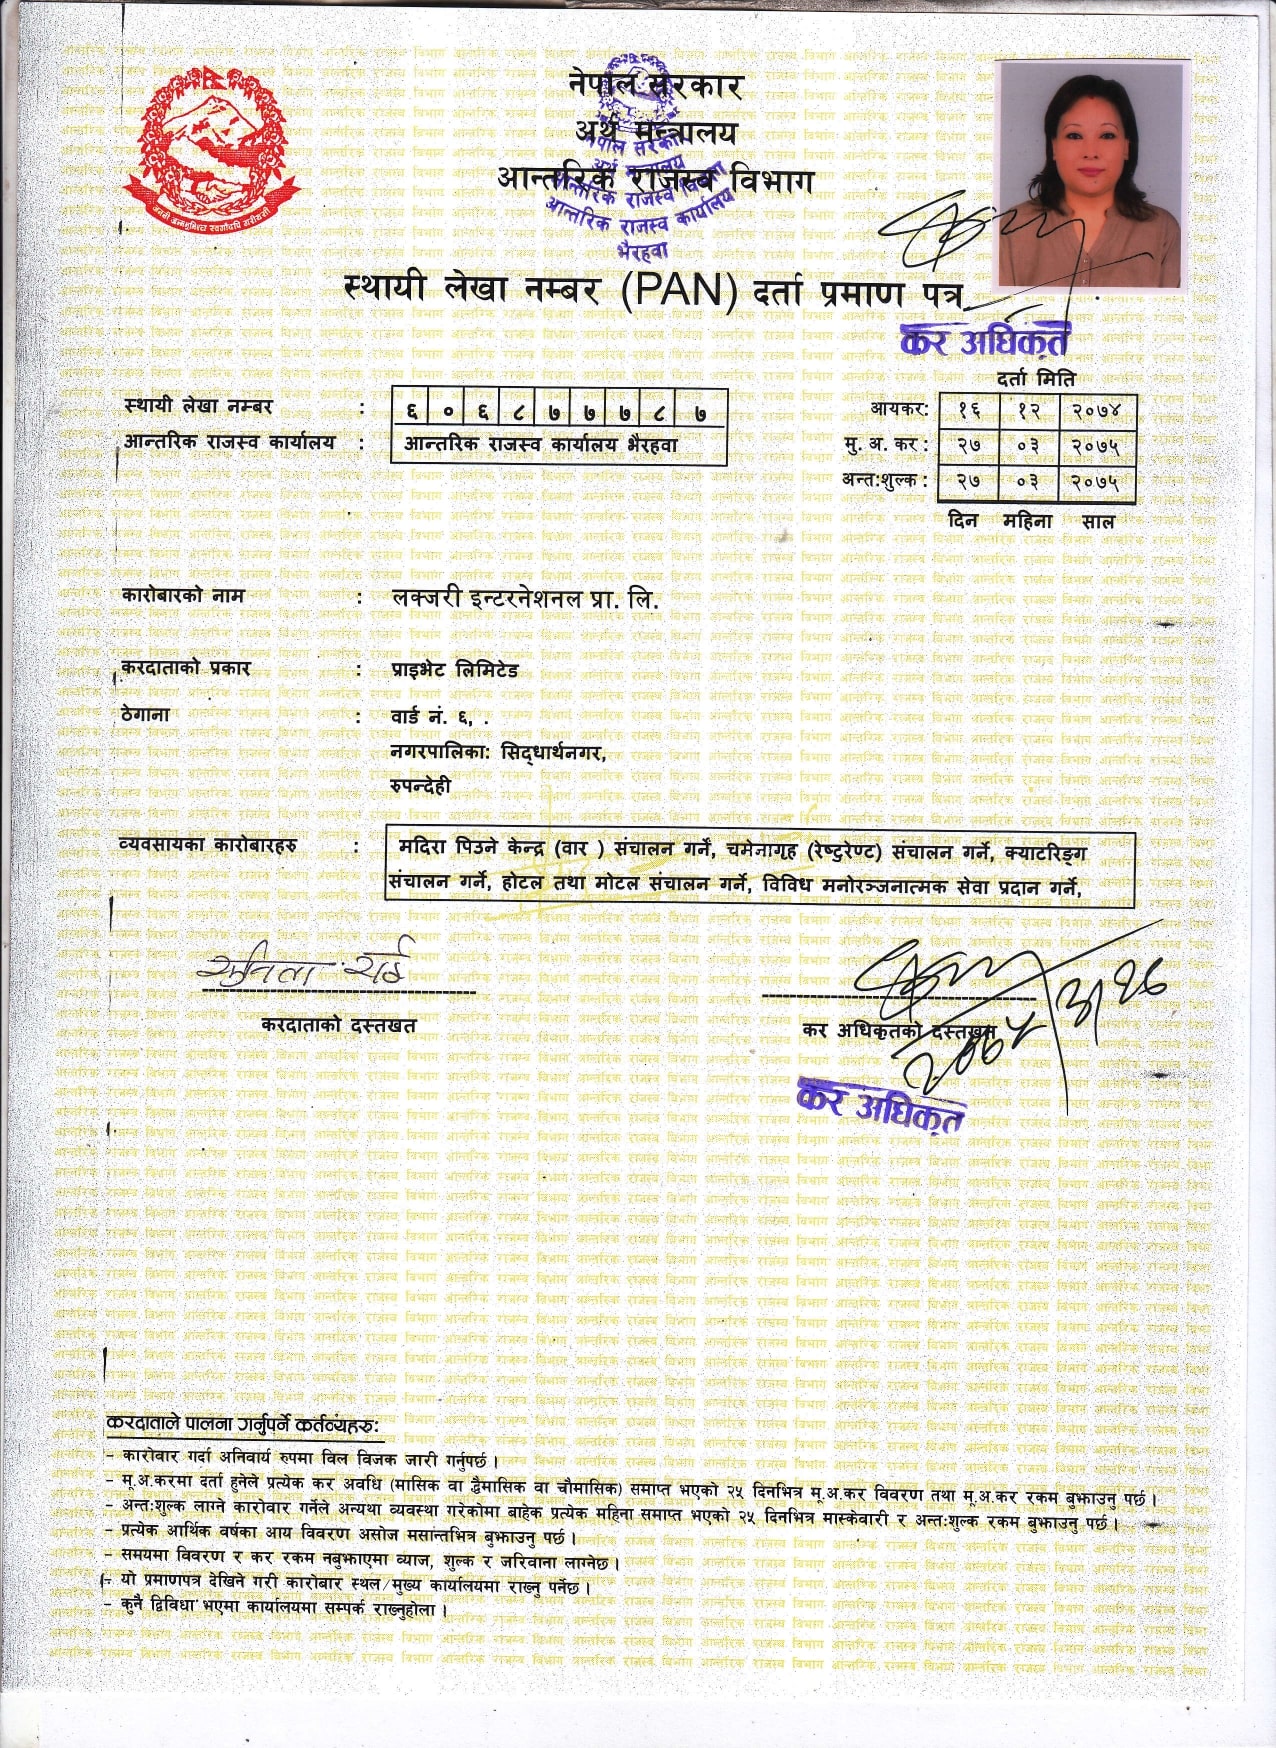 नेपाल सरकार
अर्थ मन्त्रालय
आन्तरिक राजस्व विभाग
नेपाल सरकार
अर्थ मन्त्रालय
आन्तरिक राजस्व विभाग
आन्तरिक राजस्व कार्यालय
भैरहवा
स्थायी लेखा नम्बर (PAN) दर्ता प्रमाण पत्र
कर अधिकृत
दर्ता मिति
स्थायी लेखा नम्बर : ६ ० ६ ८ ७ ७ ७ ८ ७
आयकर: १६ १२ २०७४
आन्तरिक राजस्व कार्यालय : आन्तरिक राजस्व कार्यालय भैरहवा
मु. अ. कर : २७ ०३ २०७५
अन्त:शुल्क : २७ ०३ २०७५
दिन महिना साल
कारोबारको नाम : लक्जरी इन्टरनेशनल प्रा. लि.
करदाताको प्रकार : प्राइभेट लिमिटेड
ठेगाना : वार्ड नं. ६, .
नगरपालिका: सिद्धार्थनगर,
रुपन्देही
व्यवसायका कारोबारहरु : मदिरा पिउने केन्द्र (वार ) संचालन गर्ने, चमेनागृह (रेष्टुरेण्ट) संचालन गर्ने, क्याटरिङ्ग
संचालन गर्ने, होटल तथा मोटल संचालन गर्ने, विविध मनोरञ्जनात्मक सेवा प्रदान गर्ने,
करदाताको दस्तखत
कर अधिकृतको दस्तखत
कर अधिकृत
करदाताले पालना गर्नुपर्ने कर्तव्यहरु:
– कारोवार गर्दा अनिवार्य रुपमा विल विजक जारी गर्नुपर्छ ।
– मू.अ.करमा दर्ता हुनेले प्रत्येक कर अवधि (मासिक वा द्वैमासिक वा चौमासिक) समाप्त भएको २५ दिनभित्र मू.अ.कर विवरण तथा मू.अ.कर रकम बुझाउनु पर्छ ।
– अन्त:शुल्क लाग्ने कारोवार गर्नेले अन्यथा व्यवस्था गरेकोमा बाहेक प्रत्येक महिना समाप्त भएको २५ दिनभित्र मास्केवारी र अन्त:शुल्क रकम बुझाउनु पर्छ ।
– प्रत्येक आर्थिक वर्षका आय विवरण असोज मसान्तभित्र बुझाउनु पर्छ ।
– समयमा विवरण र कर रकम नबुझाएमा व्याज, शुल्क र जरिवाना लाग्नेछ ।
– यो प्रमाणपत्र देखिने गरी कारोबार स्थल/मुख्य कार्यालयमा राख्नु पर्नेछ ।
– कुनै द्विविधा भएमा कार्यालयमा सम्पर्क राख्नुहोला ।